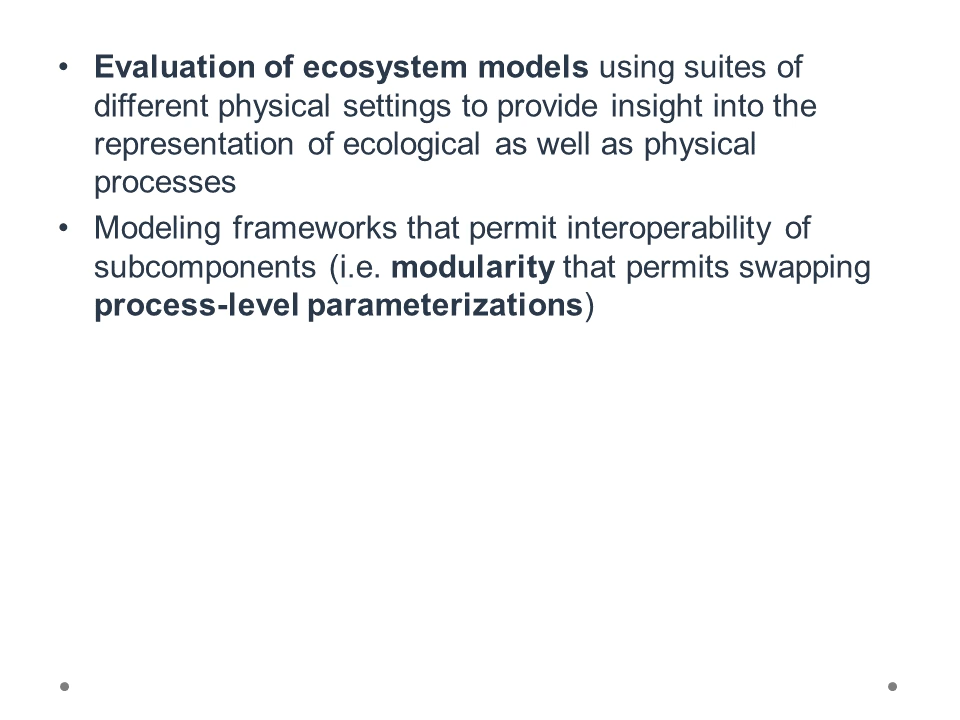 • Evaluation of ecosystem models using suites of
different physical settings to provide insight into the
representation of ecological as well as physical
processes
• Modeling frameworks that permit interoperability of
subcomponents (i.e. modularity that permits swapping
process-level parameterizations)